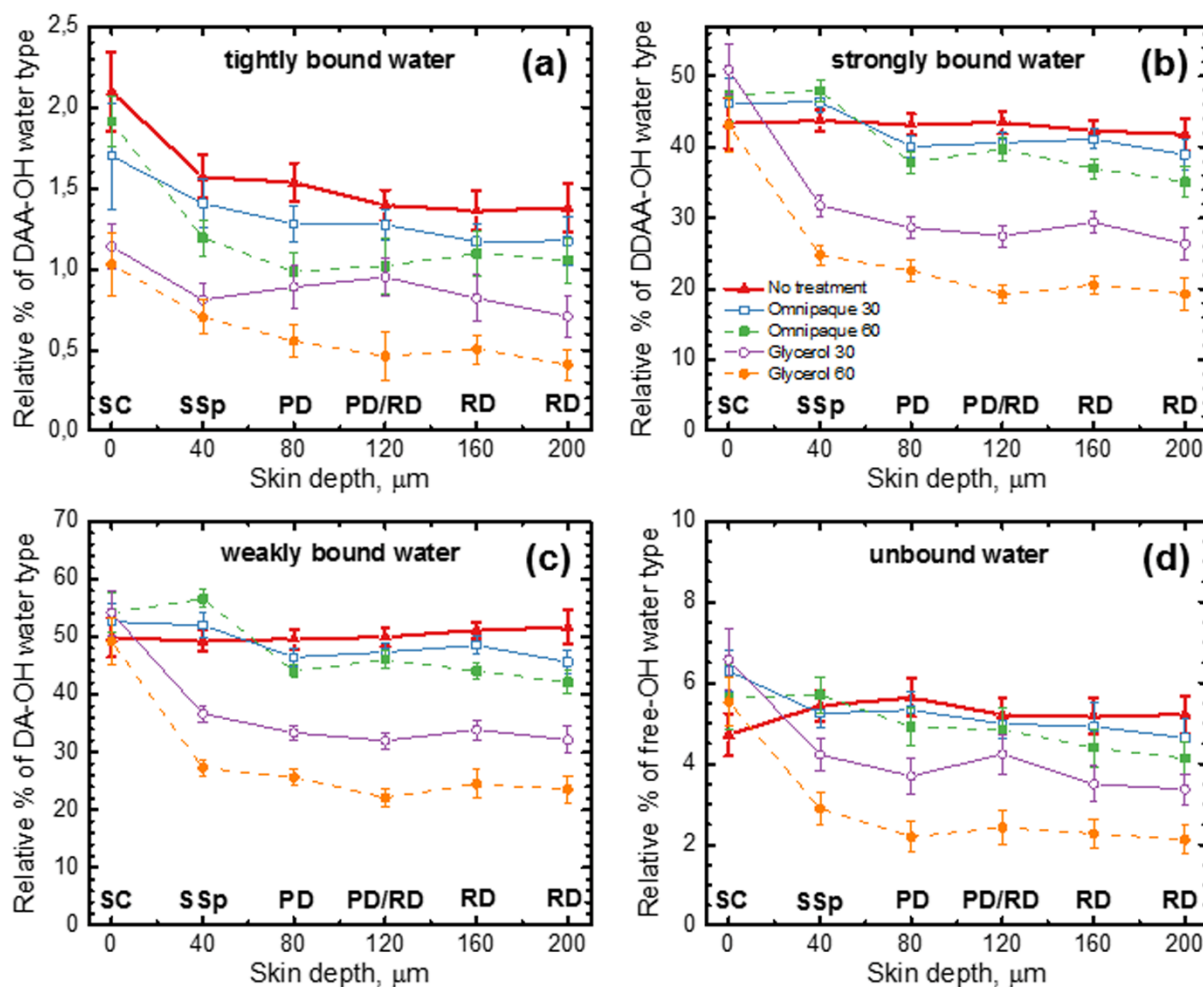 tightly bound water
(a)
Relative % of DAA-OH water type
2,5
2,0
1,5
1,0
0,5
0,0
SC SSp PD PD/RD RD RD
0 40 80 120 160 200
Skin depth, μm
strongly bound water
(b)
Relative % of DDAA-OH water type
50
40
30
20
10
0
No treatment
Omnipaque 30
Omnipaque 60
Glycerol 30
Glycerol 60
SC SSp PD PD/RD RD RD
0 40 80 120 160 200
Skin depth, μm
weakly bound water
(c)
Relative % of DA-OH water type
70
60
50
40
30
20
10
0
SC SSp PD PD/RD RD RD
0 40 80 120 160 200
Skin depth, μm
unbound water
(d)
Relative % of free-OH water type
10
8
6
4
2
0
SC SSp PD PD/RD RD RD
0 40 80 120 160 200
Skin depth, μm